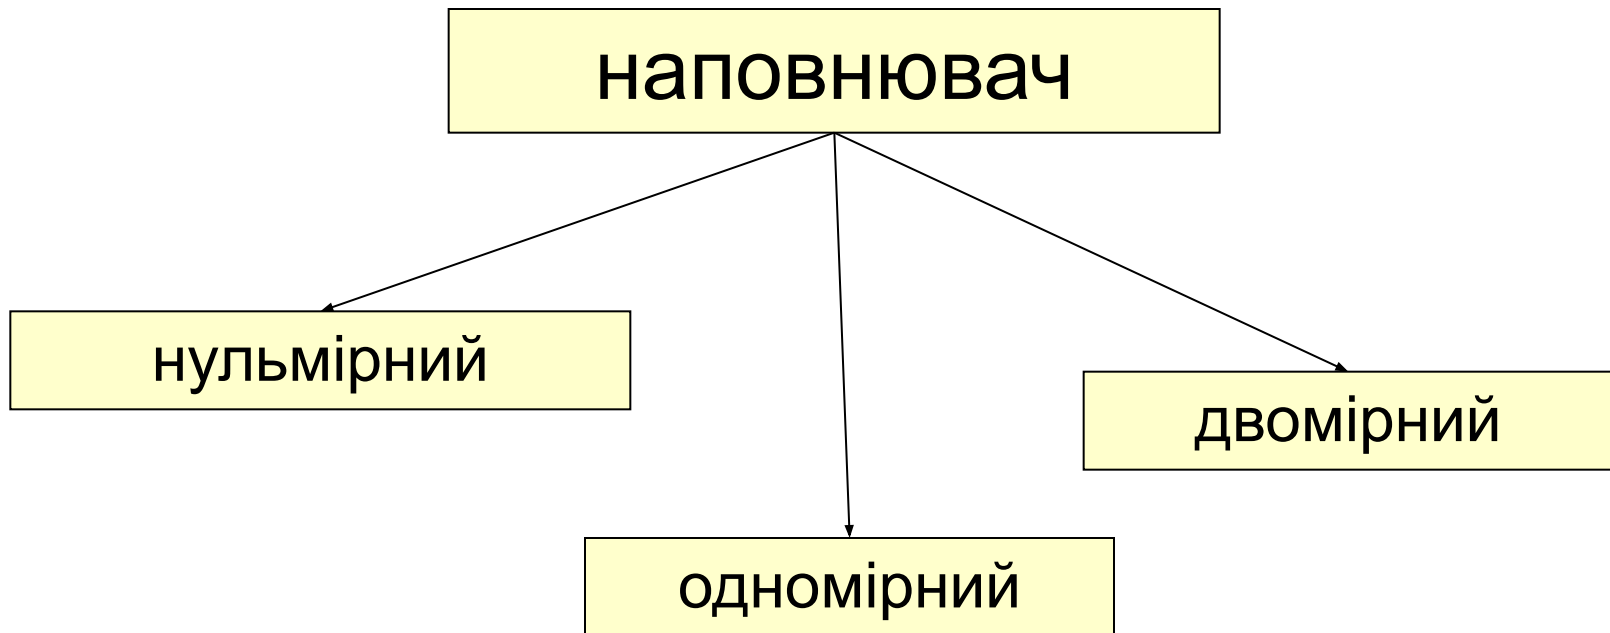 наповнювач
нульмірний
двомірний
одномірний